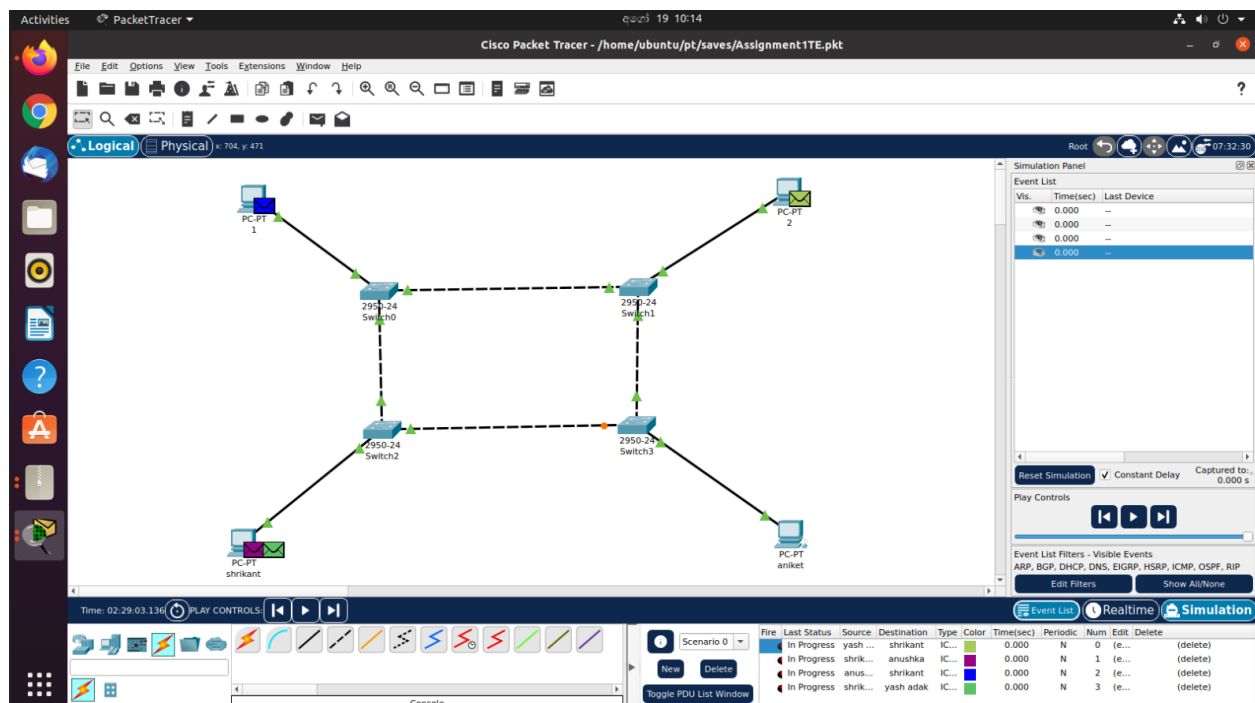 Activities PacketTracer අගෝ 19 10:14
Cisco Packet Tracer - /home/ubuntu/pt/saves/Assignment1TE.pkt
File Edit Options View Tools Extensions Window Help
?
Logical Physical x: 704, y: 471 Root 07:32:30
Simulation Panel
Event List
Vis. Time(sec) Last Device
0.000 --
0.000 --
0.000 --
0.000 --
PC-PT
1
PC-PT
2
2950-24
Switch0
2950-24
Switch1
2950-24
Switch2
2950-24
Switch3
PC-PT
shrikant
PC-PT
aniket
Reset Simulation Constant Delay Captured to:
0.000 s
Play Controls
Event List Filters - Visible Events
ARP, BGP, DHCP, DNS, EIGRP, HSRP, ICMP, OSPF, RIP
Edit Filters Show All/None
Time: 02:29:03.136 PLAY CONTROLS: Event List Realtime Simulation
Scenario 0
New Delete
Toggle PDU List Window
Fire Last Status Source Destination Type Color Time(sec) Periodic Num Edit Delete
In Progress yash ... shrikant IC... 0.000 N 0 (e... (delete)
In Progress shrik... anushka IC... 0.000 N 1 (e... (delete)
In Progress anus... shrikant IC... 0.000 N 2 (e... (delete)
In Progress shrik... yash adak IC... 0.000 N 3 (e... (delete)